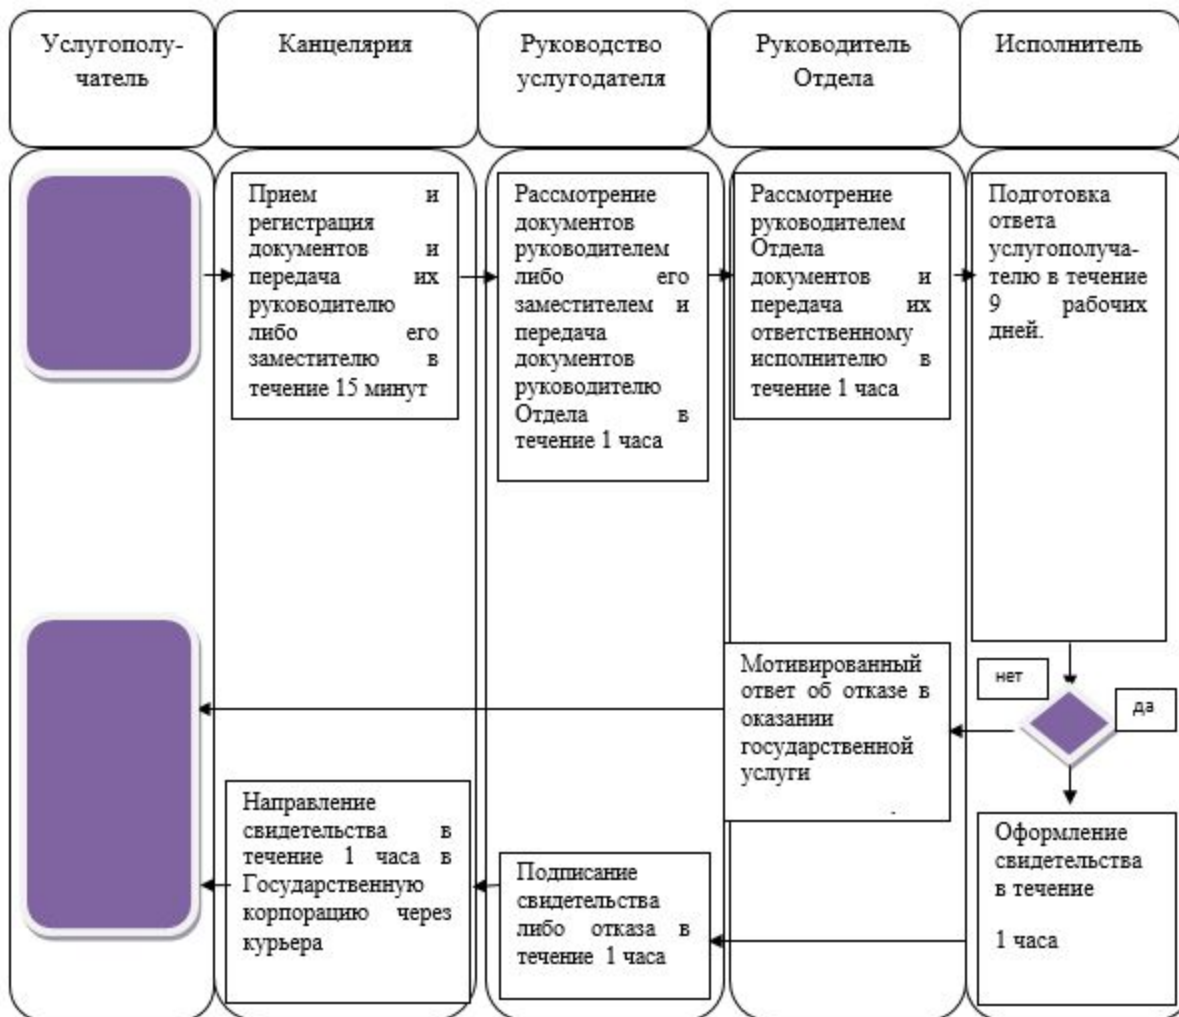 Услугополу-
чатель
Канцелярия
Руководство
услугодателя
Руководитель
Отдела
Исполнитель
Прием и
регистрация
документов и
передача их
руководителю
либо его
заместителю в
течение 15 минут
Рассмотрение
документов
руководителем
либо его
заместителем и
передача
документов
руководителю
Отдела в
течение 1 часа
Рассмотрение
руководителем
Отдела
документов и
передача их
ответственному
исполнителю в
течение 1 часа
Подготовка
ответа
услугополуча-
телю в течение
9 рабочих
дней.
нет
да
Мотивированный
ответ об отказе в
оказании
государственной
услуги
.
Направление
свидетельства в
течение 1 часа в
Государственную
корпорацию через
курьера
Подписание
свидетельства
либо отказа в
течение 1 часа
Оформление
свидетельства
в течение
1 часа